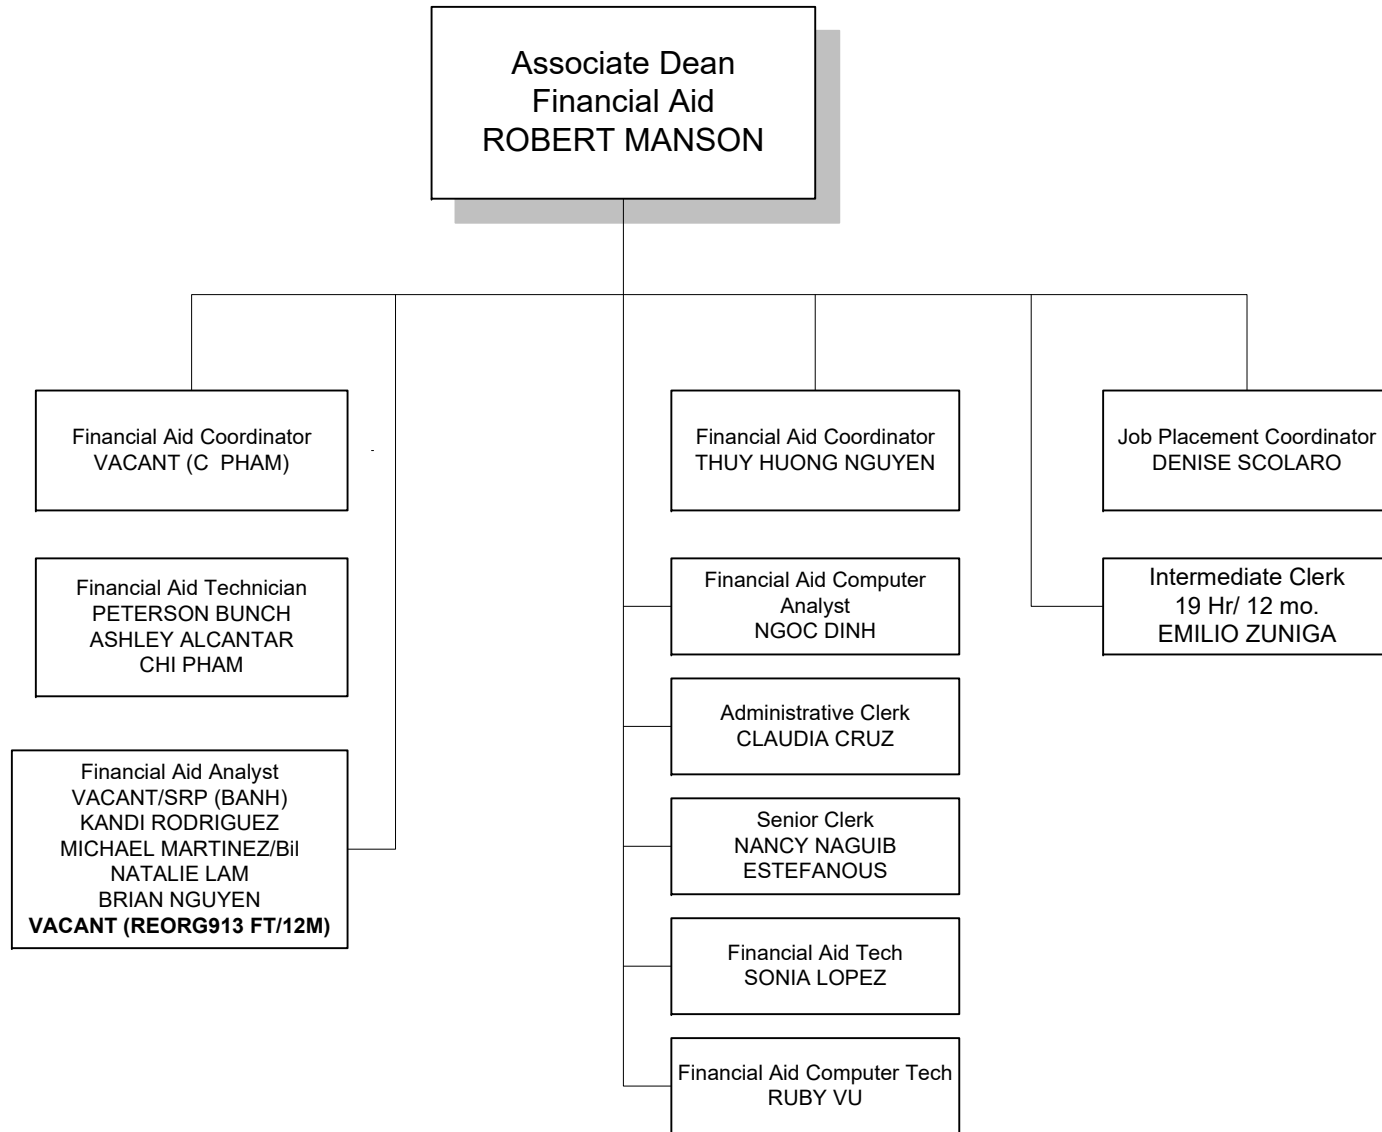 Associate Dean
Financial Aid
ROBERT MANSON
Financial Aid Coordinator
VACANT (C  PHAM)
Financial Aid Technician
PETERSON BUNCH
ASHLEY ALCANTAR
CHI PHAM
Financial Aid Analyst
VACANT/SRP (BANH)
KANDI RODRIGUEZ
MICHAEL MARTINEZ/Bil
NATALIE LAM
BRIAN NGUYEN
VACANT (REORG913 FT/12M)
-
Financial Aid Coordinator
THUY HUONG NGUYEN
Financial Aid Computer
Analyst
NGOC DINH
Administrative Clerk
CLAUDIA CRUZ
Senior Clerk
NANCY NAGUIB
ESTEFANOUS
Financial Aid Tech
SONIA LOPEZ
Financial Aid Computer Tech
RUBY VU
Job Placement Coordinator
DENISE SCOLARO
Intermediate Clerk
19 Hr/ 12 mo.
EMILIO ZUNIGA